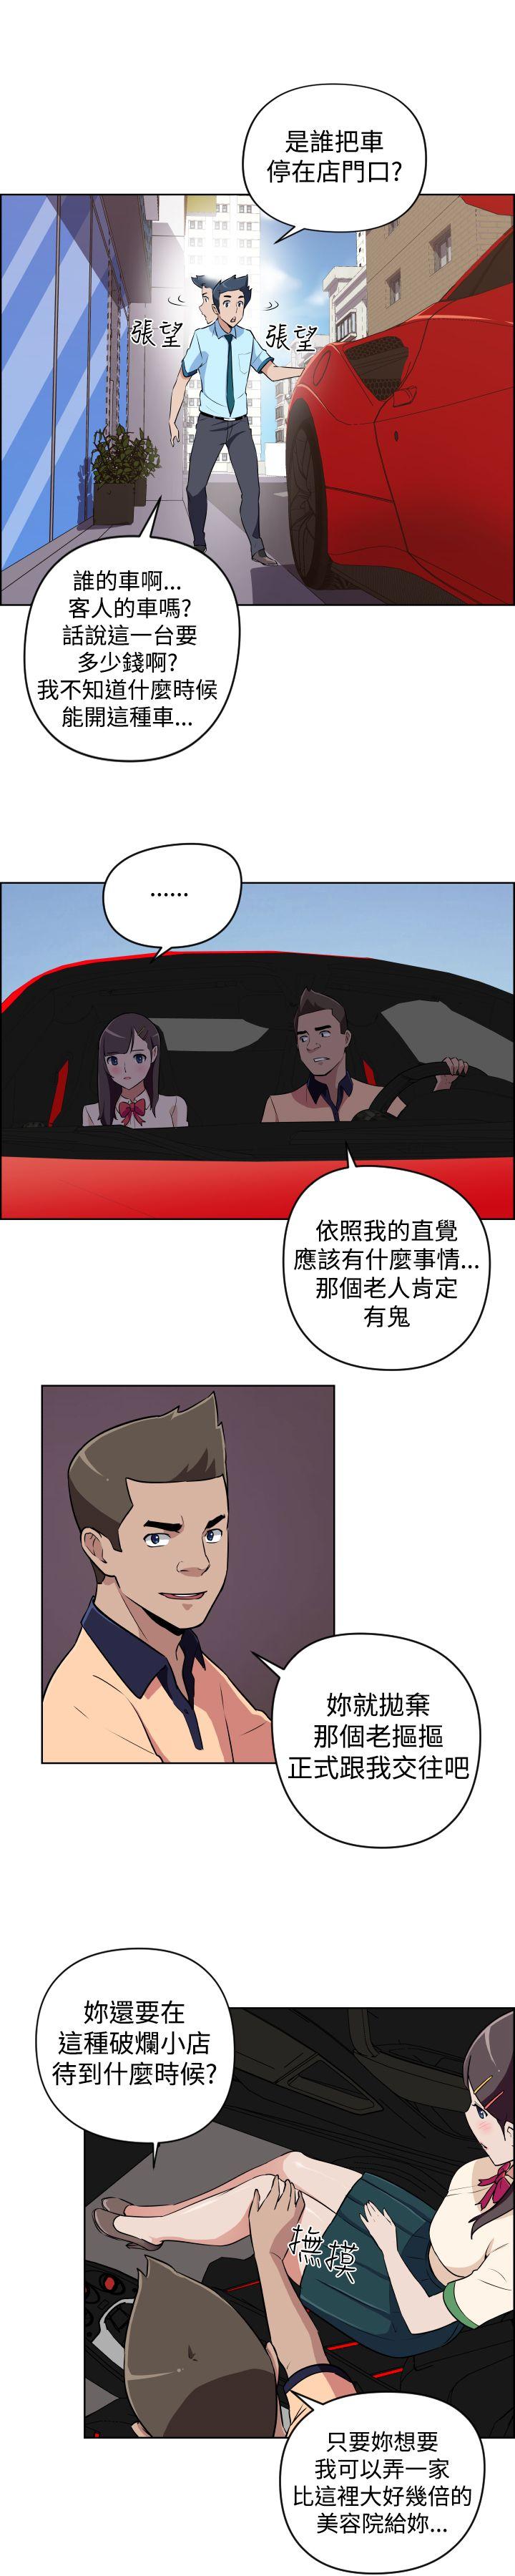 是誰把車
停在店門口?
張望
張望
誰的車啊...
客人的車嗎?
話說這一台要
多少錢啊?
我不知道什麼時候
能開這種車...
......
依照我的直覺
應該有什麼事情...
那個老人肯定
有鬼
妳就拋棄
那個老摳摳
正式跟我交往吧
妳還要在
這種破爛小店
待到什麼時候?
撫摸
只要妳想要
我可以弄一家
比這裡大好幾倍的
美容院給妳...